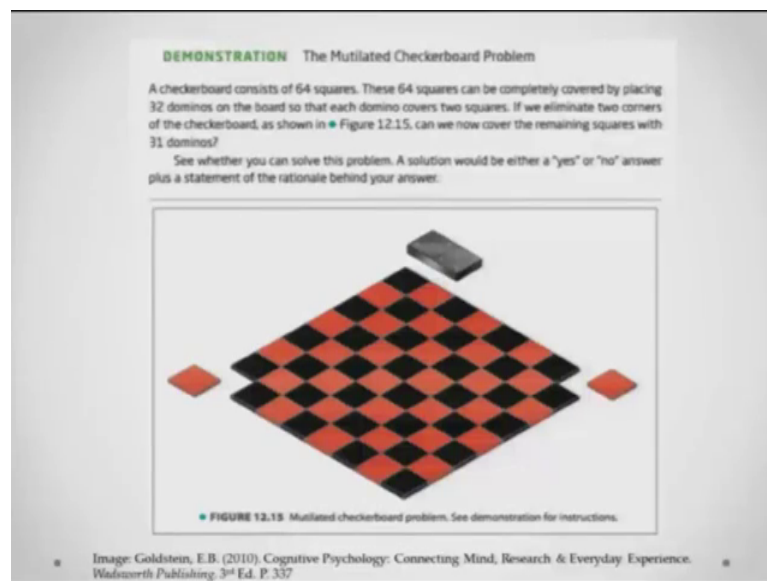 DEMONSTRATION The Mutilated Checkerboard Problem
A checkerboard consists of 64 squares. These 64 squares can be completely covered by placing
32 dominos on the board so that each domino covers two squares. If we eliminate two corners
of the checkerboard, as shown in • Figure 12.15, can we now cover the remaining squares with
31 dominos?
See whether you can solve this problem. A solution would be either a "yes" or "no" answer
plus a statement of the rationale behind your answer.
• FIGURE 12.15 Mutilated checkerboard problem. See demonstration for instructions.
Image: Goldstein, E.B. (2010). Cognitive Psychology: Connecting Mind, Research & Everyday Experience.
Wadsworth Publishing. 3rd Ed. P. 337